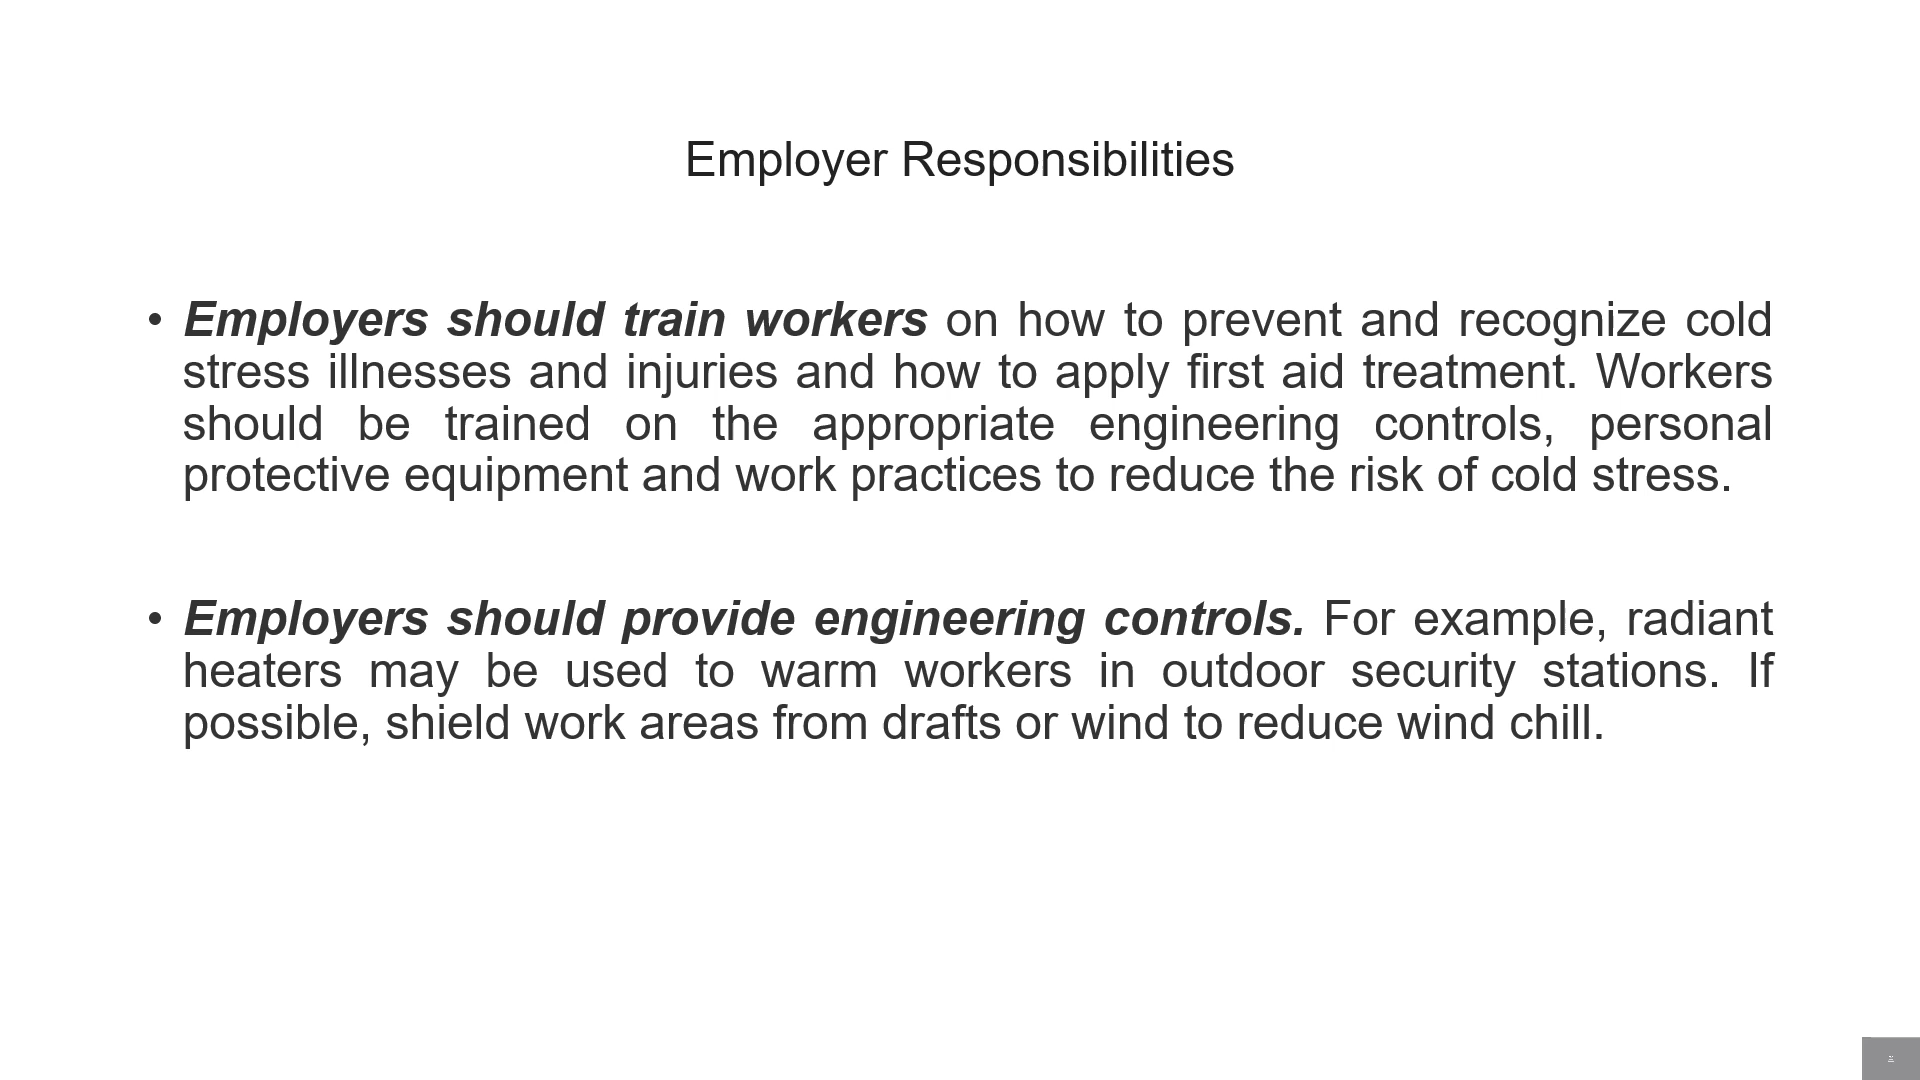 Employer Responsibilities
• Employers should train workers on how to prevent and recognize cold
stress illnesses and injuries and how to apply first aid treatment. Workers
should be trained on the appropriate engineering controls, personal
protective equipment and work practices to reduce the risk of cold stress.
• Employers should provide engineering controls. For example, radiant
heaters may be used to warm workers in outdoor security stations. If
possible, shield work areas from drafts or wind to reduce wind chill.